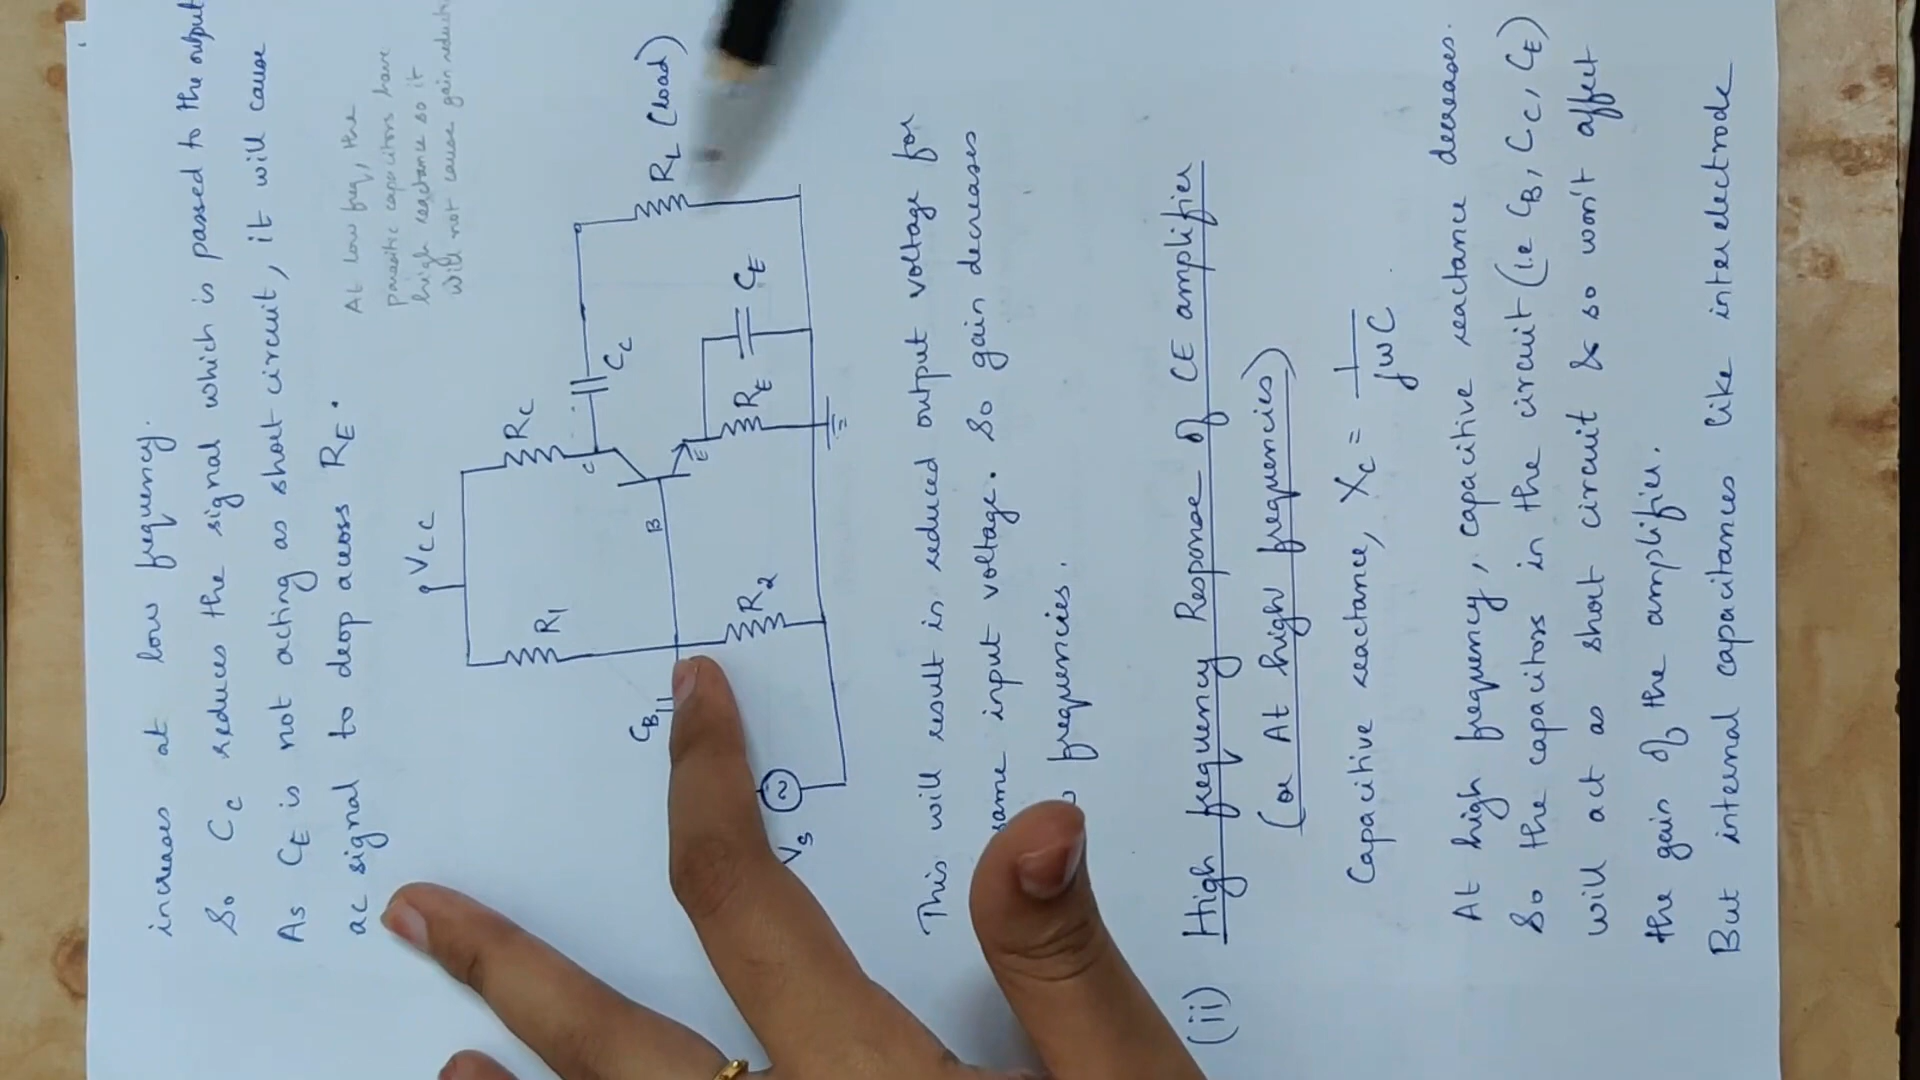 increases at low frequency.
So Cc reduces the signal which is passed to the output
As CE is not acting as short circuit, it will cause
ac signal to drop across RE.
At low freq, the
parasitic capacitors have
high reactance so it
will not cause gain
VCC
R1
RC
CC
RL (load)
B
C
E
RE
CE
CB
R2
Vs
~
This will result in reduced output voltage for
same input voltage. So gain decreases
frequencies.
(ii) High frequency Response of CE amplifier
(or At high frequencies)
Capacitive reactance, Xc = 1/jωC
At high frequency, capacitive reactance decreases.
So the capacitors in the circuit (i.e CB, CC, CE)
will act as short circuit & so won't affect
the gain of the amplifier.
But internal capacitances like interelectrode